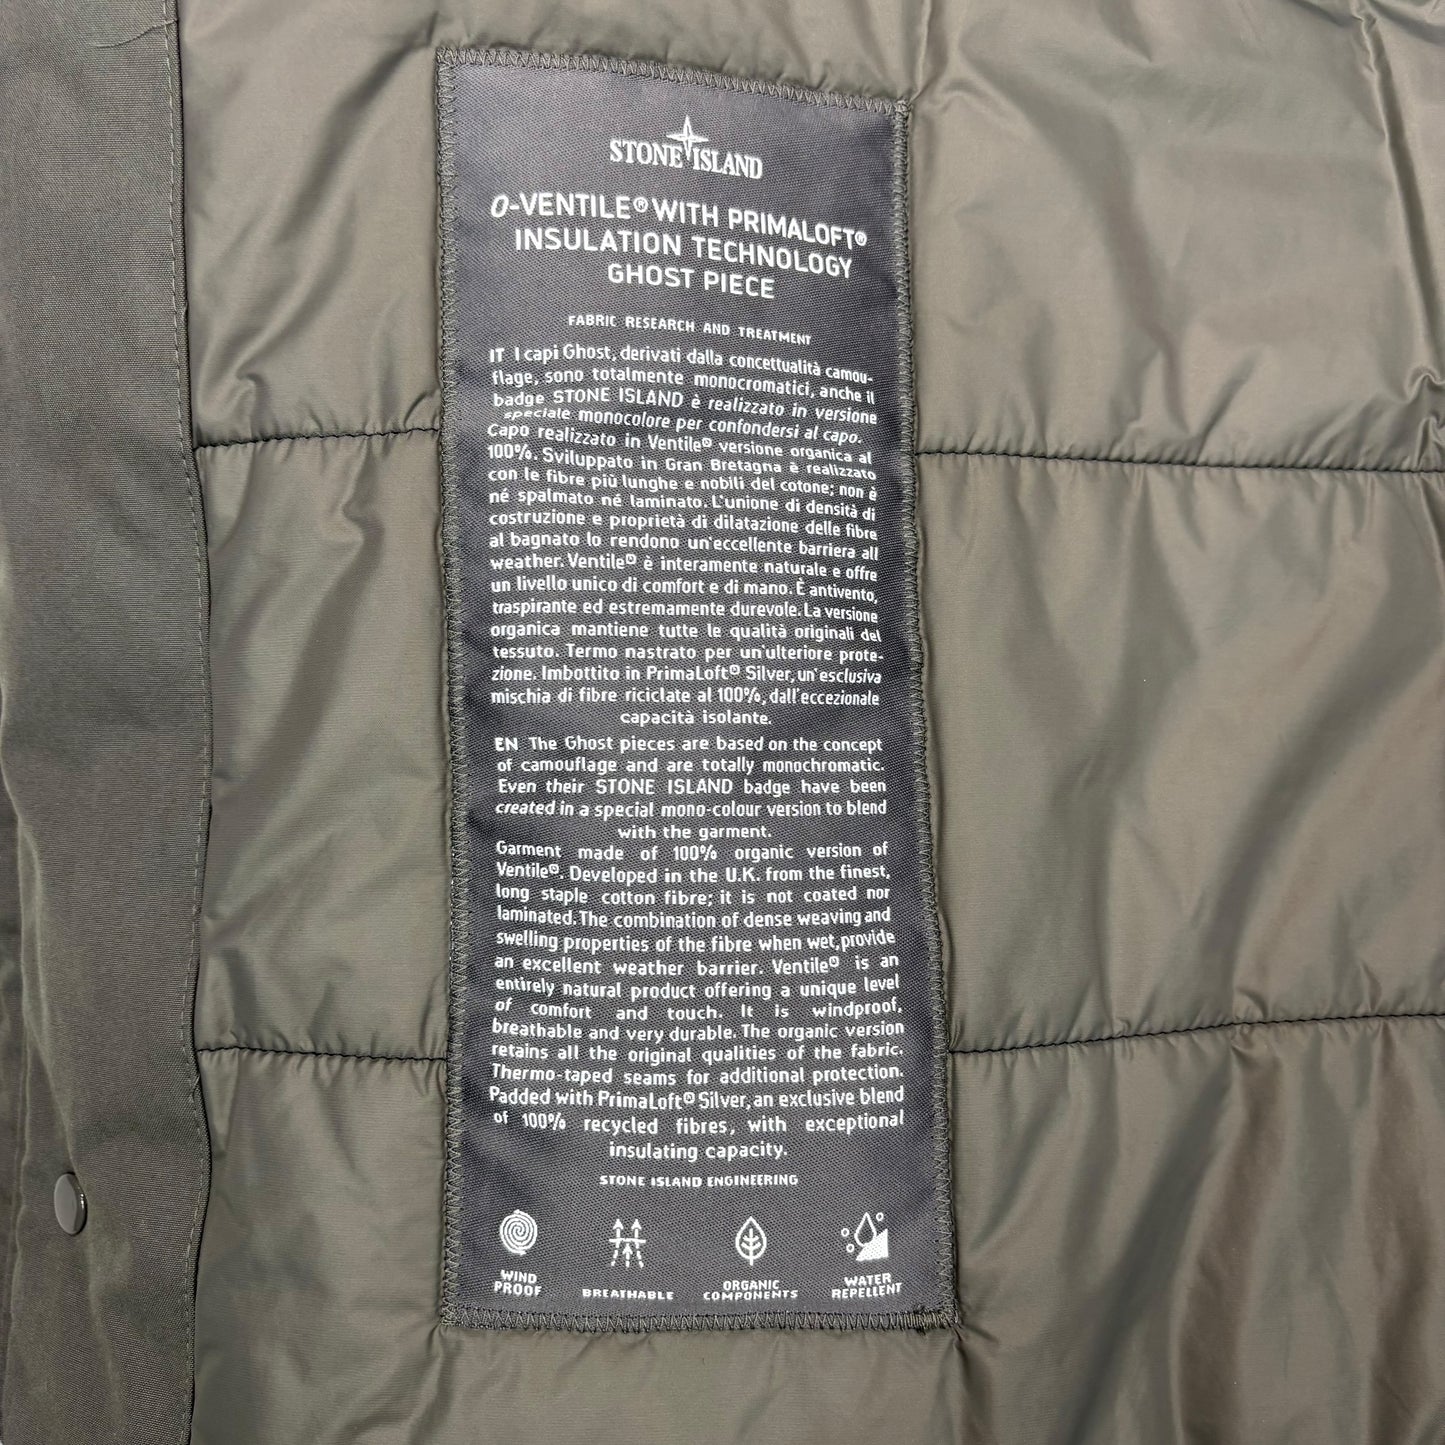 STONE ISLAND
O-VENTILE® WITH PRIMALOFT®
INSULATION TECHNOLOGY
GHOST PIECE
FABRIC RESEARCH AND TREATMENT
IT I capi Ghost, derivati dalla concettualità camou-
flage, sono totalmente monocromatici, anche il
badge STONE ISLAND è realizzato in versione
speciale monocolore per confondersi al capo.
Capo realizzato in Ventile® versione organica al
100%. Sviluppato in Gran Bretagna è realizzato
con le fibre più lunghe e nobili del cotone; non è
né spalmato né laminato. L'unione di densità di
costruzione e proprietà di dilatazione delle fibre
al bagnato lo rendono un'eccellente barriera all
weather. Ventile® è interamente naturale e offre
un livello unico di comfort e di mano. È antivento,
traspirante ed estremamente durevole. La versione
organica mantiene tutte le qualità originali del
tessuto. Termo nastrato per un'ulteriore prote-
zione. Imbottito in PrimaLoft® Silver, un'esclusiva
mischia di fibre riciclate al 100%, dall'eccezionale
capacità isolante.
EN The Ghost pieces are based on the concept
of camouflage and are totally monochromatic.
Even their STONE ISLAND badge have been
created in a special mono-colour version to blend
with the garment.
Garment made of 100% organic version of
Ventile®. Developed in the U.K. from the finest,
long staple cotton fibre; it is not coated nor
laminated. The combination of dense weaving and
swelling properties of the fibre when wet, provide
an excellent weather barrier. Ventile® is an
entirely natural product offering a unique level
of comfort and touch. It is windproof,
breathable and very durable. The organic version
retains all the original qualities of the fabric.
Thermo-taped seams for additional protection.
Padded with PrimaLoft® Silver, an exclusive blend
of 100% recycled fibres, with exceptional
insulating capacity.
STONE ISLAND ENGINEERING
WIND
PROOF
BREATHABLE
ORGANIC
COMPONENTS
WATER
REPELLENT